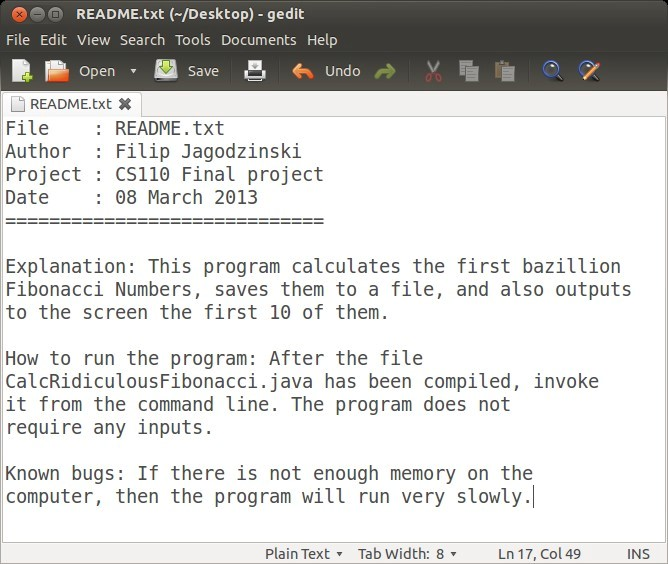 README.txt (~/Desktop) - gedit
File Edit View Search Tools Documents Help
Open Save Undo
README.txt
File    : README.txt
Author  : Filip Jagodzinski
Project : CS110 Final project
Date    : 08 March 2013
=============================
Explanation: This program calculates the first bazillion
Fibonacci Numbers, saves them to a file, and also outputs
to the screen the first 10 of them.
How to run the program: After the file
CalcRidiculousFibonacci.java has been compiled, invoke
it from the command line. The program does not
require any inputs.
Known bugs: If there is not enough memory on the
computer, then the program will run very slowly.
Plain Text Tab Width: 8 Ln 17, Col 49 INS